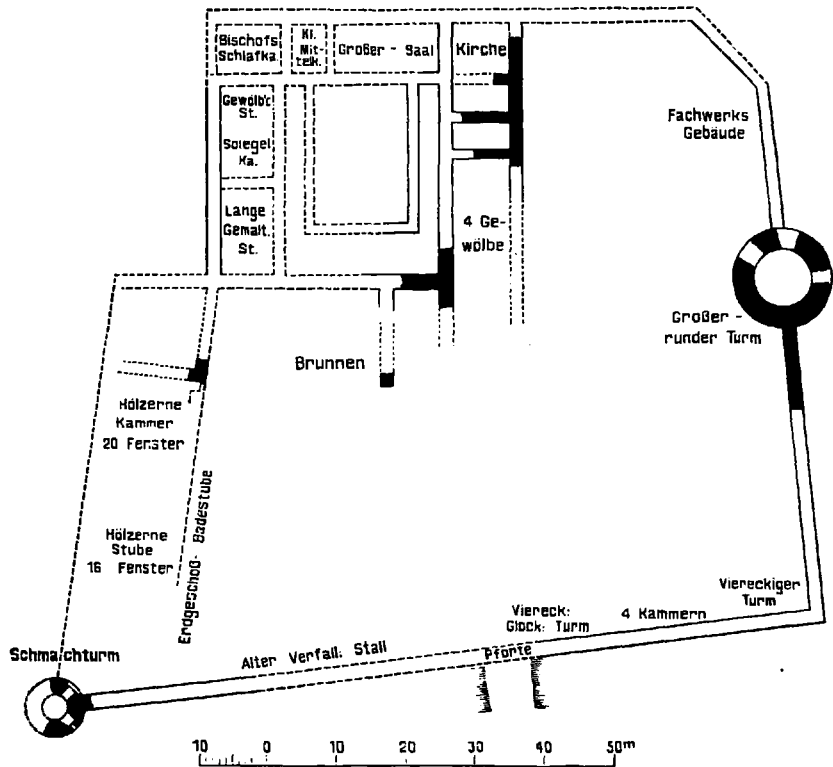 Bischofs
Schlafka.
Kl.
Mit-
telk.
Großer - Saal
Kirche
Gewölb't
St.
Spiegel
Ka.
Lange
Gemalt.
St.
4 Ge-
wölbe
Fachwerks
Gebäude
Großer -
runder Turm
Brunnen
Hölzerne
Kammer
20 Fenster
Hölzerne
Stube
16 Fenster
Erdgeschoß- Badestube
Schmalchturm
Alter Verfall: Stall
Pforte
Viereck:
Glock: Turm
4 Kammern
Viereckiger
Turm
10 0 10 20 30 40 50m